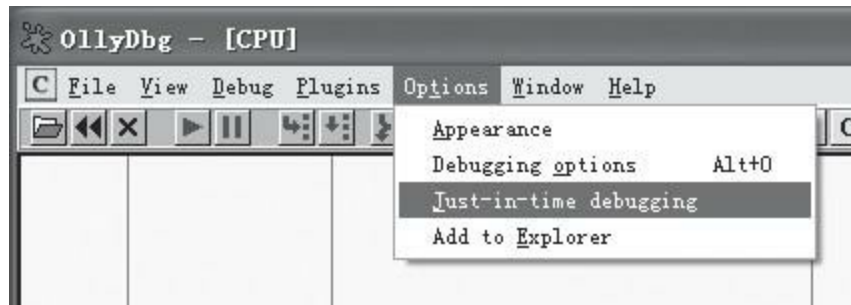 OllyDbg - [CPU]
C File View Debug Plugins Options Window Help
Appearance
Debugging options Alt+O
Just-in-time debugging
Add to Explorer